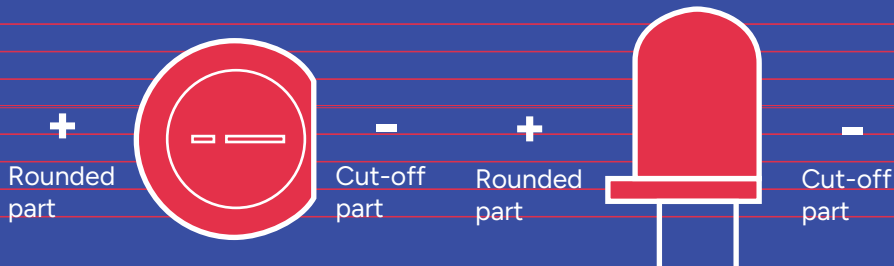 +
Rounded
part
-
Cut-off
part
+
Rounded
part
-
Cut-off
part